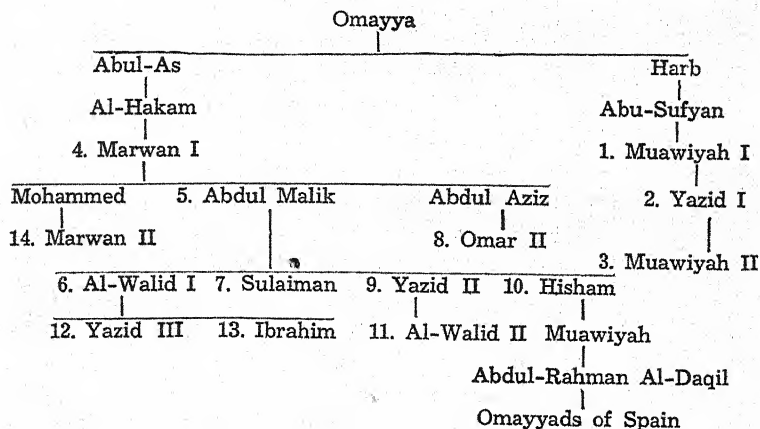 Omayya
Abul-As Harb
Al-Hakam Abu-Sufyan
4. Marwan I 1. Muawiyah I
Mohammed 5. Abdul Malik Abdul Aziz 2. Yazid I
14. Marwan II 8. Omar II
3. Muawiyah II
6. Al-Walid I 7. Sulaiman 9. Yazid II 10. Hisham
12. Yazid III 13. Ibrahim 11. Al-Walid II Muawiyah
Abdul-Rahman Al-Daqil
Omayyads of Spain